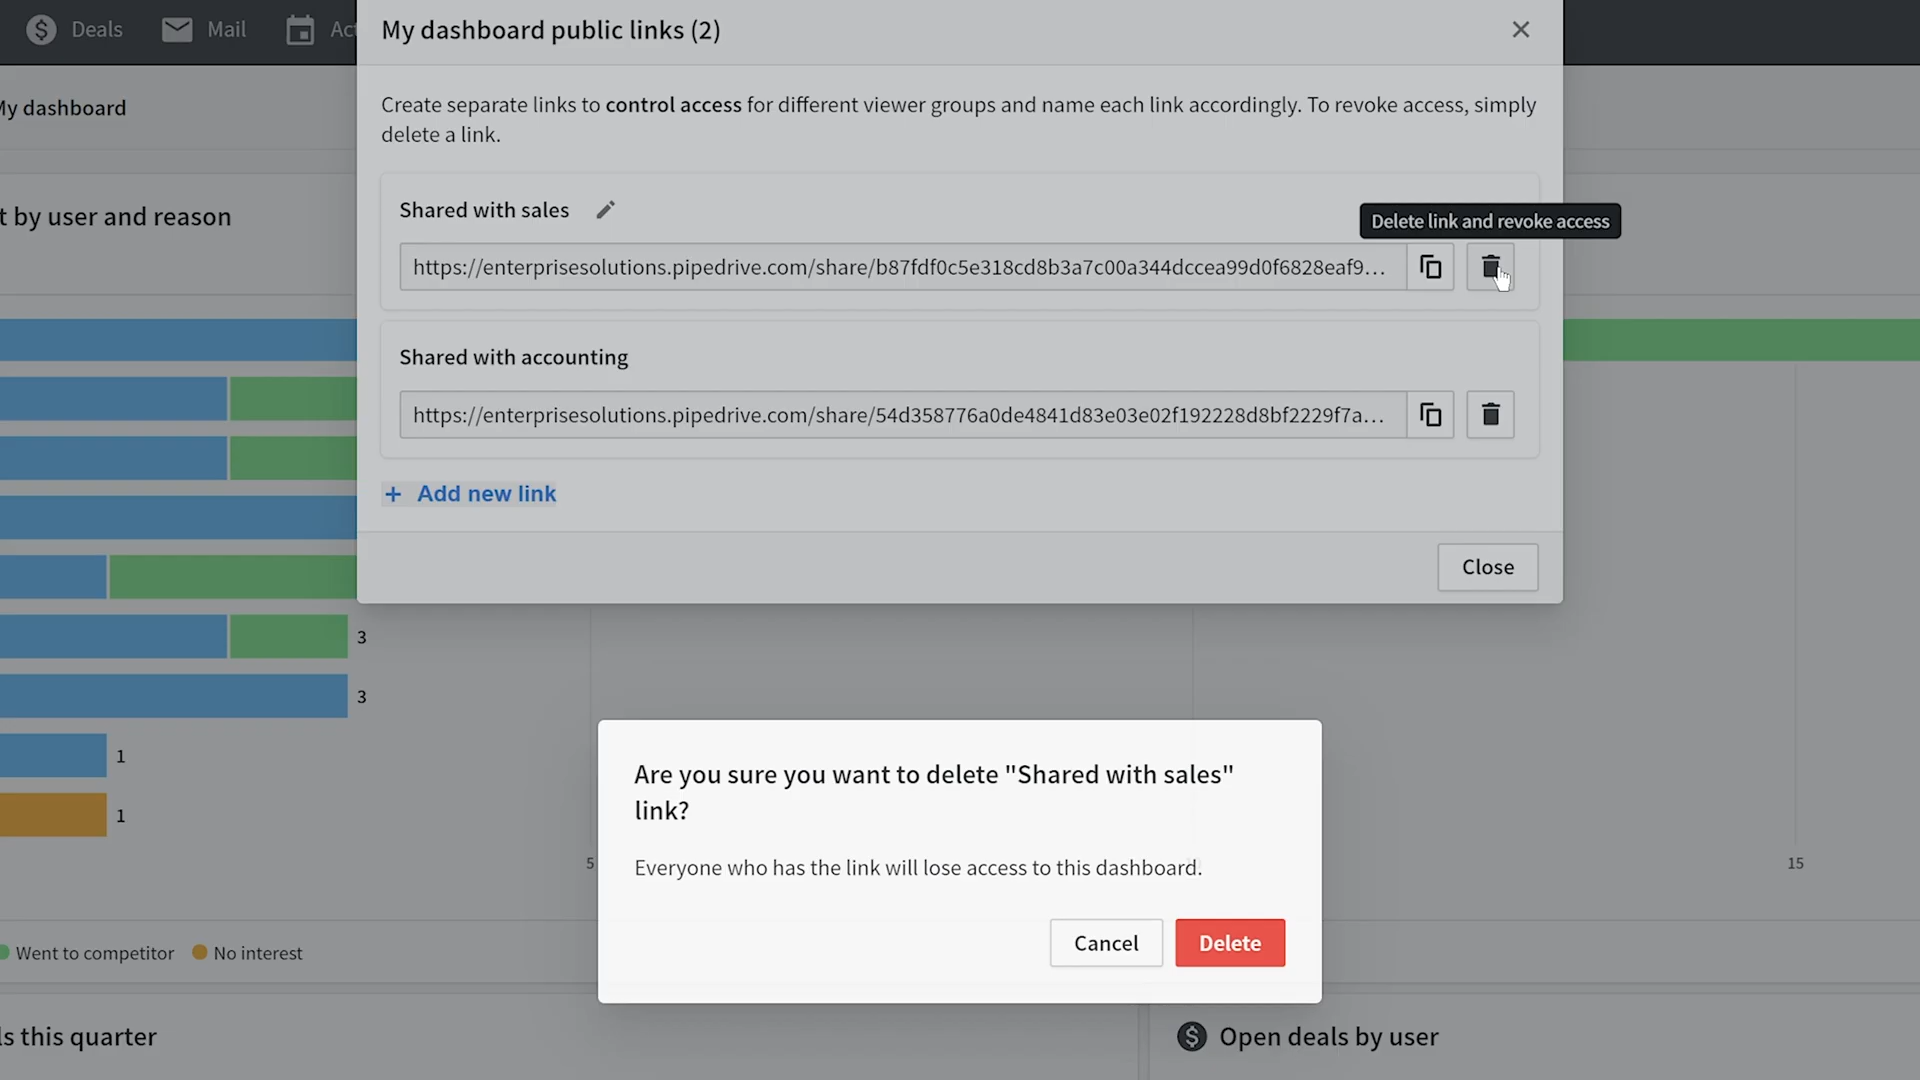 Deals
Mail
Act
My dashboard public links (2)
My dashboard
Create separate links to control access for different viewer groups and name each link accordingly. To revoke access, simply
delete a link.
Shared with sales
Delete link and revoke access
t by user and reason
https://enterprisesolutions.pipedrive.com/share/b87fdf0c5e318cd8b3a7c00a344dccea99d0f6828eaf9...
Shared with accounting
https://enterprisesolutions.pipedrive.com/share/54d358776a0de4841d83e03e02f192228d8bf2229f7a...
+ Add new link
Close
3
3
1
1
Are you sure you want to delete "Shared with sales"
link?
Everyone who has the link will lose access to this dashboard.
5
15
Cancel
Delete
Went to competitor
No interest
ls this quarter
Open deals by user